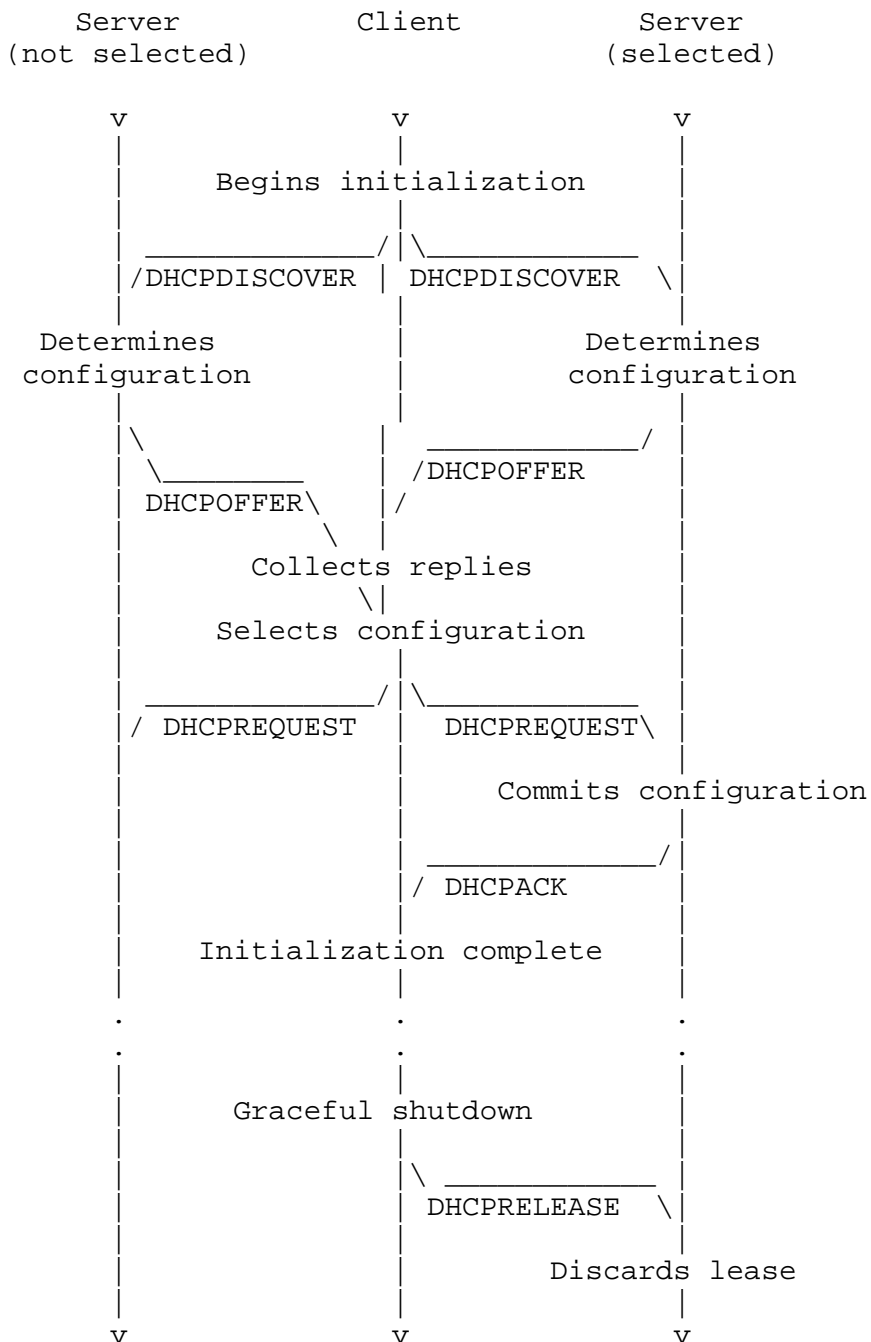 Server Client Server
(not selected) (selected)
v v v
Begins initialization
DHCPDISCOVER DHCPDISCOVER
Determines Determines
configuration configuration
DHCPOFFER
DHCPOFFER
Collects replies
Selects configuration
DHCPREQUEST DHCPREQUEST
Commits configuration
DHCPACK
Initialization complete
. . .
. . .
Graceful shutdown
DHCPRELEASE
Discards lease
v v v